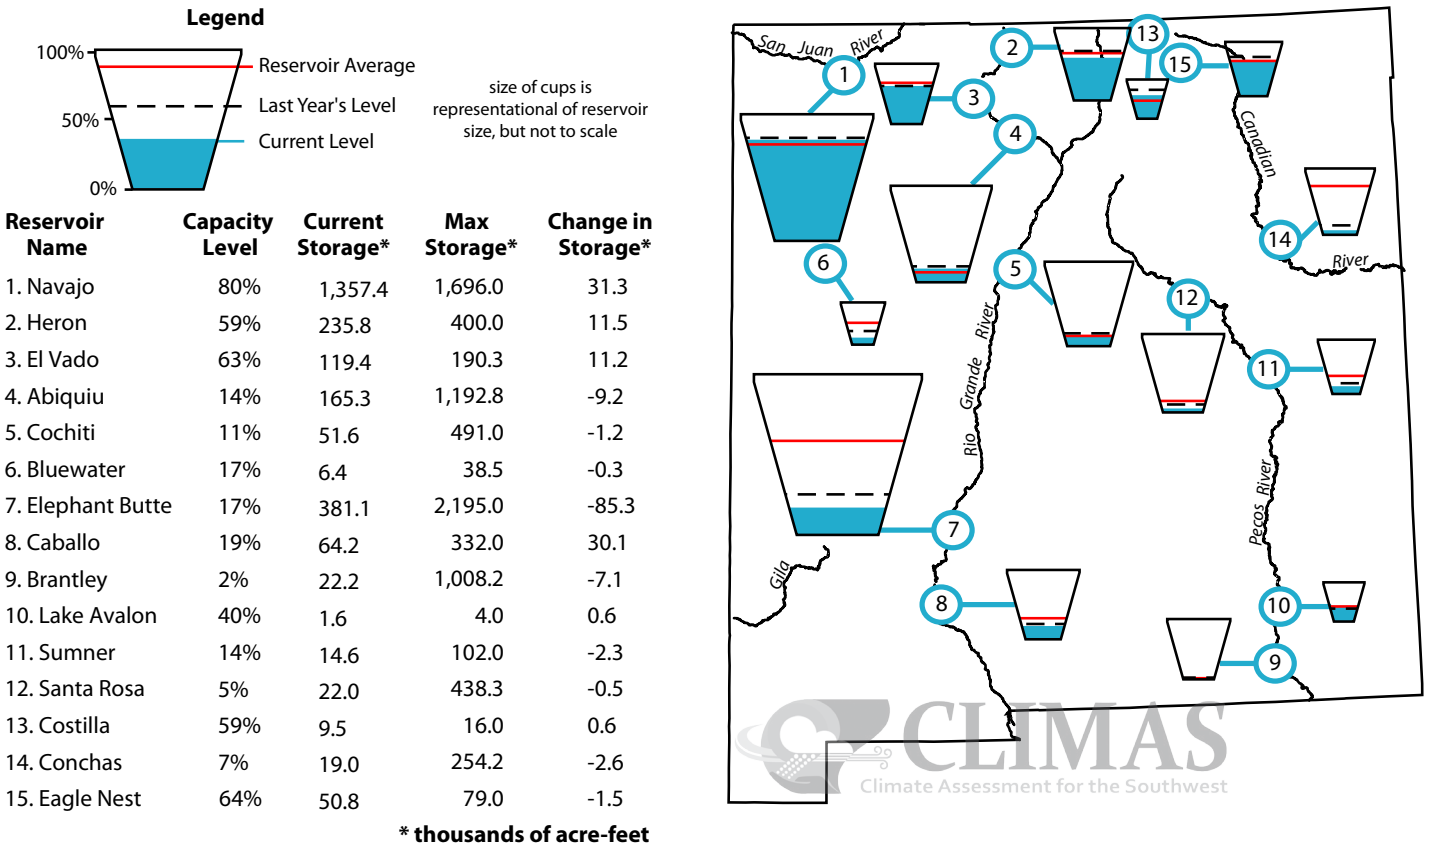 Legend
100%
50%
0%
Reservoir Average
Last Year's Level
Current Level
size of cups is
representational of reservoir
size, but not to scale
Reservoir Name Capacity Level Current Storage* Max Storage* Change in Storage*
1. Navajo 80% 1,357.4 1,696.0 31.3
2. Heron 59% 235.8 400.0 11.5
3. El Vado 63% 119.4 190.3 11.2
4. Abiquiu 14% 165.3 1,192.8 -9.2
5. Cochiti 11% 51.6 491.0 -1.2
6. Bluewater 17% 6.4 38.5 -0.3
7. Elephant Butte 17% 381.1 2,195.0 -85.3
8. Caballo 19% 64.2 332.0 30.1
9. Brantley 2% 22.2 1,008.2 -7.1
10. Lake Avalon 40% 1.6 4.0 0.6
11. Sumner 14% 14.6 102.0 -2.3
12. Santa Rosa 5% 22.0 438.3 -0.5
13. Costilla 59% 9.5 16.0 0.6
14. Conchas 7% 19.0 254.2 -2.6
15. Eagle Nest 64% 50.8 79.0 -1.5
* thousands of acre-feet
San Juan River
1
2
13
15
3
4
Canadian
River
14
6
5
12
11
Rio Grande River
Pecos River
7
Gila
8
10
9
CLIMAS
Climate Assessment for the Southwest